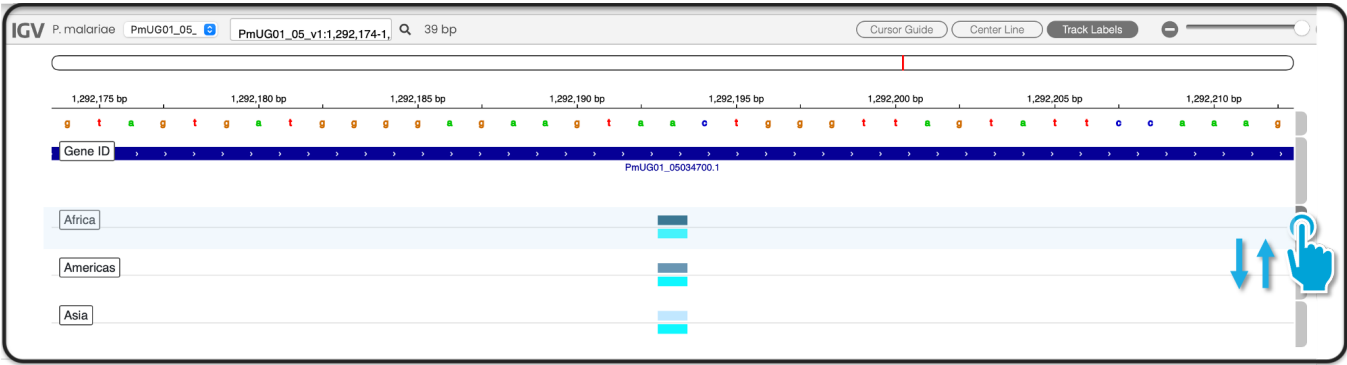 IGV P. malariae PmUG01_05_ PmUG01_05_v1:1,292,174-1, 39 bp Cursor Guide Center Line Track Labels
1,292,175 bp 1,292,180 bp 1,292,185 bp 1,292,190 bp 1,292,195 bp 1,292,200 bp 1,292,205 bp 1,292,210 bp
g t a g t g a t g g g g a g a a g t a a c t g g g t t a g t a t t c c a a a g
Gene ID
PmUG01_05034700.1
Africa
Americas
Asia